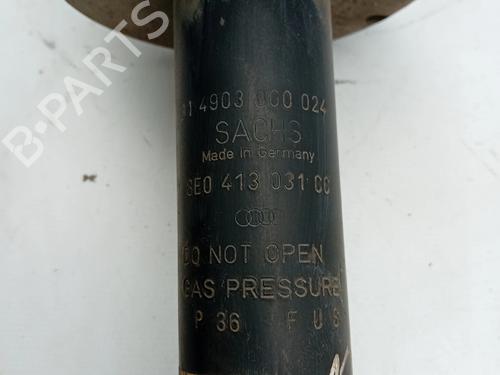 B-PARTS
31 4903 000 024
SACHS
Made in Germany
8E0 413 031 CC
DO NOT OPEN
GAS PRESSURE
P 36 F U S